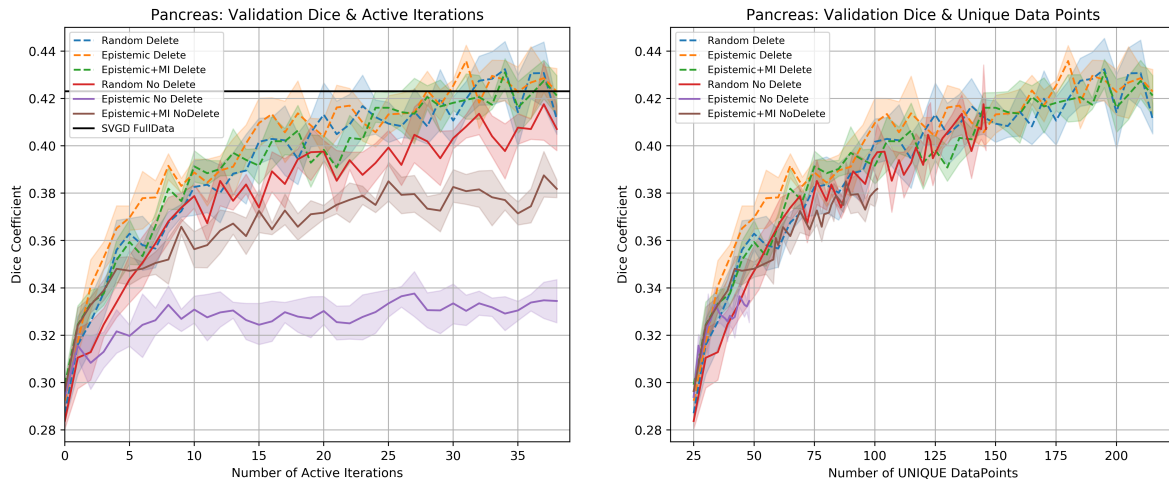 Pancreas: Validation Dice & Active Iterations
Dice Coefficient
0.44
0.42
0.40
0.38
0.36
0.34
0.32
0.30
0.28
Random Delete
Epistemic Delete
Epistemic+MI Delete
Random No Delete
Epistemic No Delete
Epistemic+MI NoDelete
SVGD FullData
0
5
10
15
20
25
30
35
Number of Active Iterations
Pancreas: Validation Dice & Unique Data Points
Dice Coefficient
0.44
0.42
0.40
0.38
0.36
0.34
0.32
0.30
0.28
Random Delete
Epistemic Delete
Epistemic+MI Delete
Random No Delete
Epistemic No Delete
Epistemic+MI NoDelete
25
50
75
100
125
150
175
200
Number of UNIQUE DataPoints